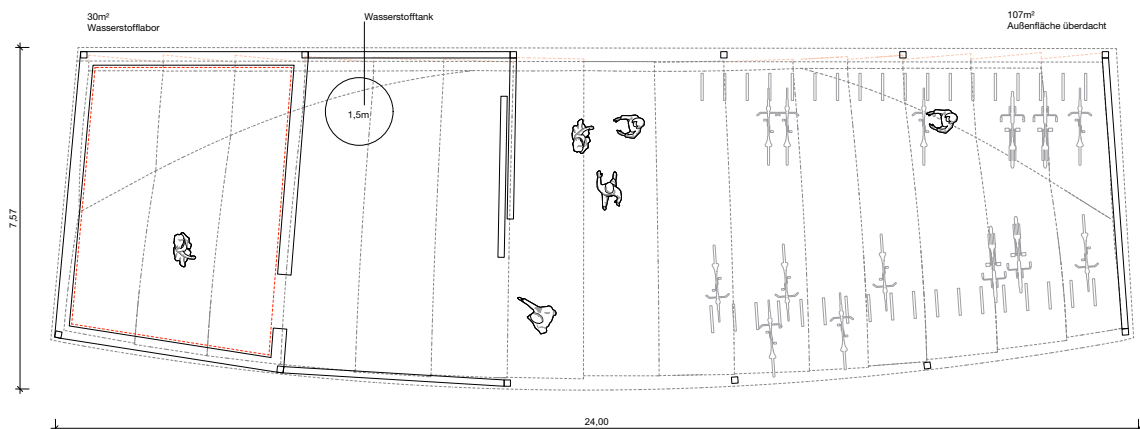 30m²
Wasserstofflabor
Wasserstofftank
107m²
Außenfläche überdacht
1,5m
7,57
24,00